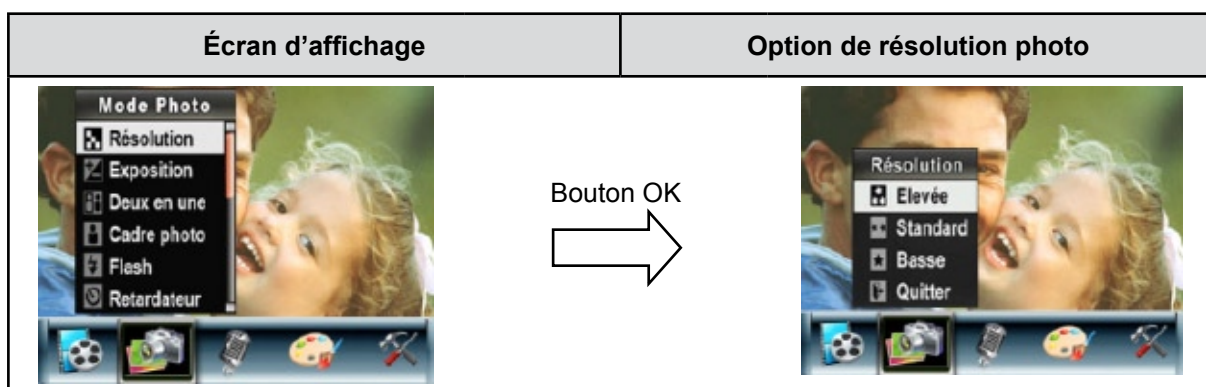 Écran d’affichage
Option de résolution photo
Mode Photo
Résolution
Exposition
Deux en une
Cadre photo
Flash
Retardateur
Bouton OK
Résolution
Elevée
Standard
Basse
Quitter